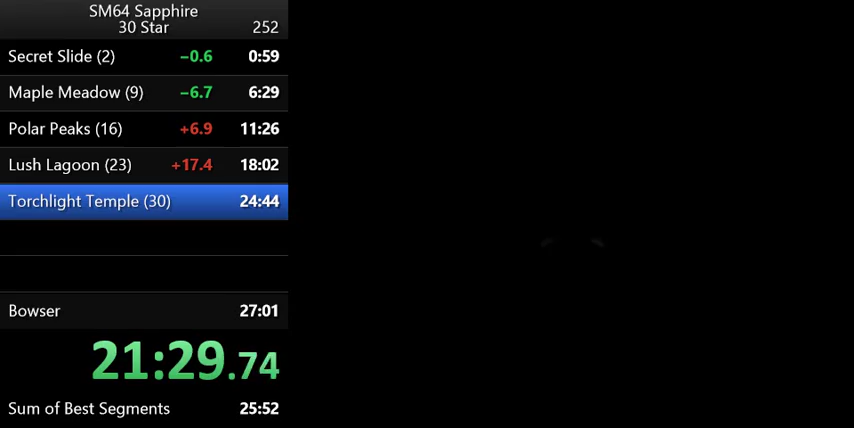 SM64 Sapphire
30 Star 252
Secret Slide (2) −0.6 0:59
Maple Meadow (9) −6.7 6:29
Polar Peaks (16) +6.9 11:26
Lush Lagoon (23) +17.4 18:02
Torchlight Temple (30) 24:44
Bowser 27:01
21:29.74
Sum of Best Segments 25:52